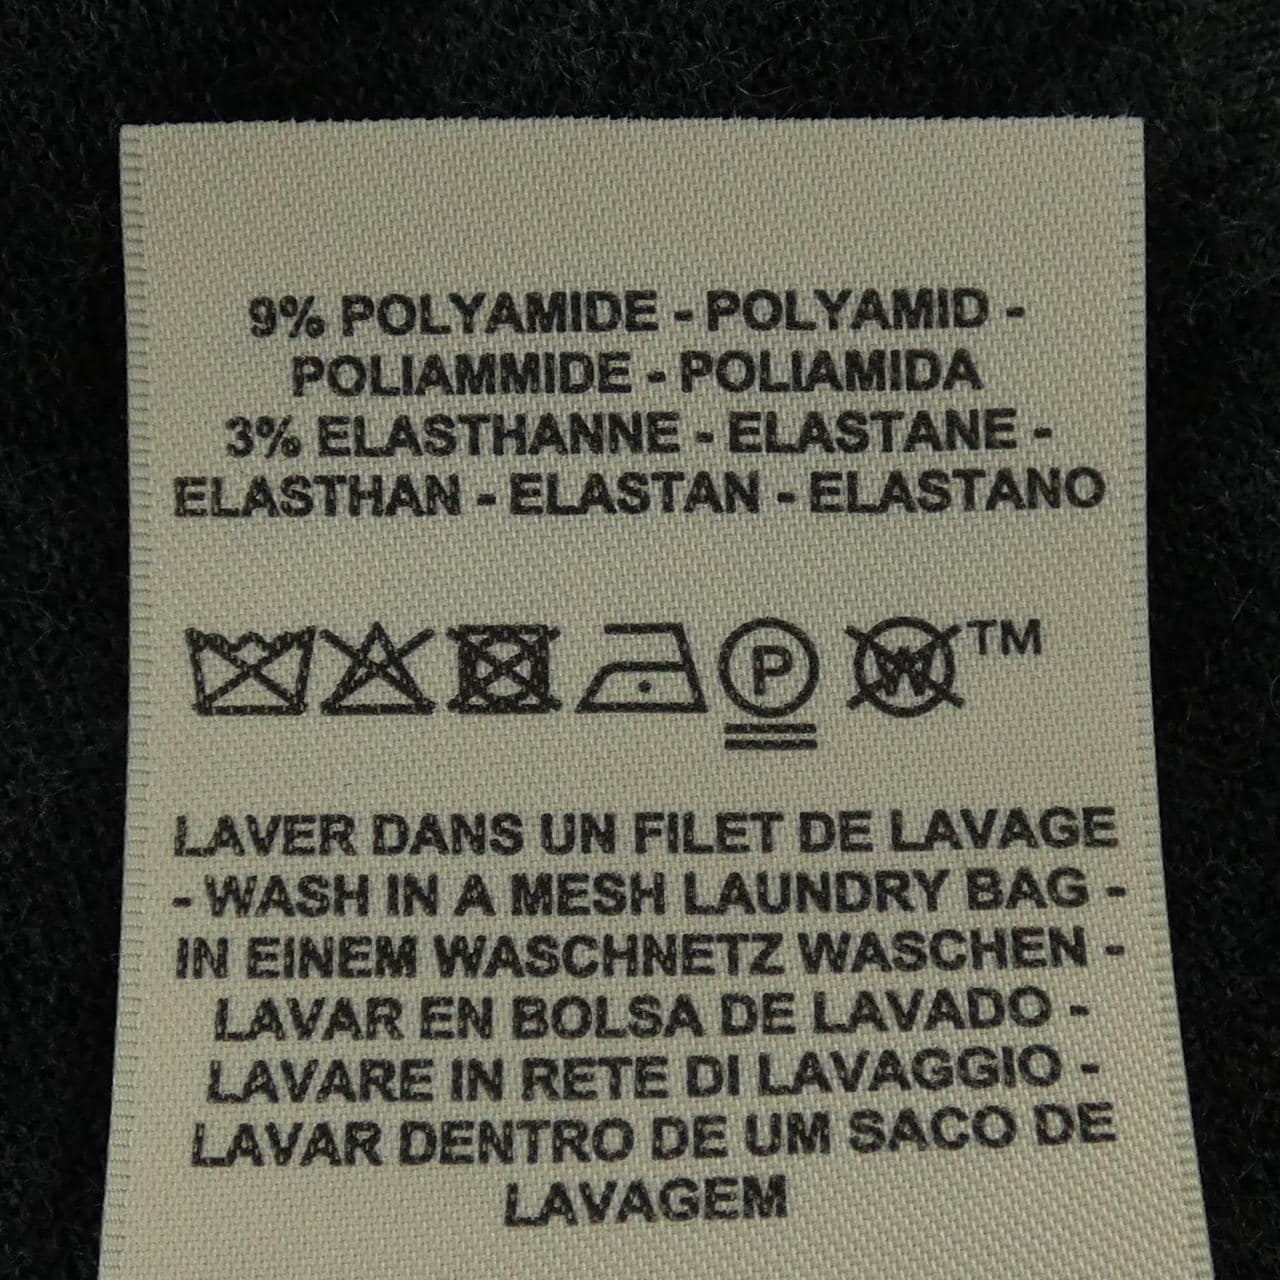 9% POLYAMIDE - POLYAMID -
POLIAMMIDE - POLIAMIDA
3% ELASTHANNE - ELASTANE -
ELASTHAN - ELASTAN - ELASTANO
P W TM
LAVER DANS UN FILET DE LAVAGE
- WASH IN A MESH LAUNDRY BAG -
IN EINEM WASCHNETZ WASCHEN -
LAVAR EN BOLSA DE LAVADO -
LAVARE IN RETE DI LAVAGGIO -
LAVAR DENTRO DE UM SACO DE
LAVAGEM